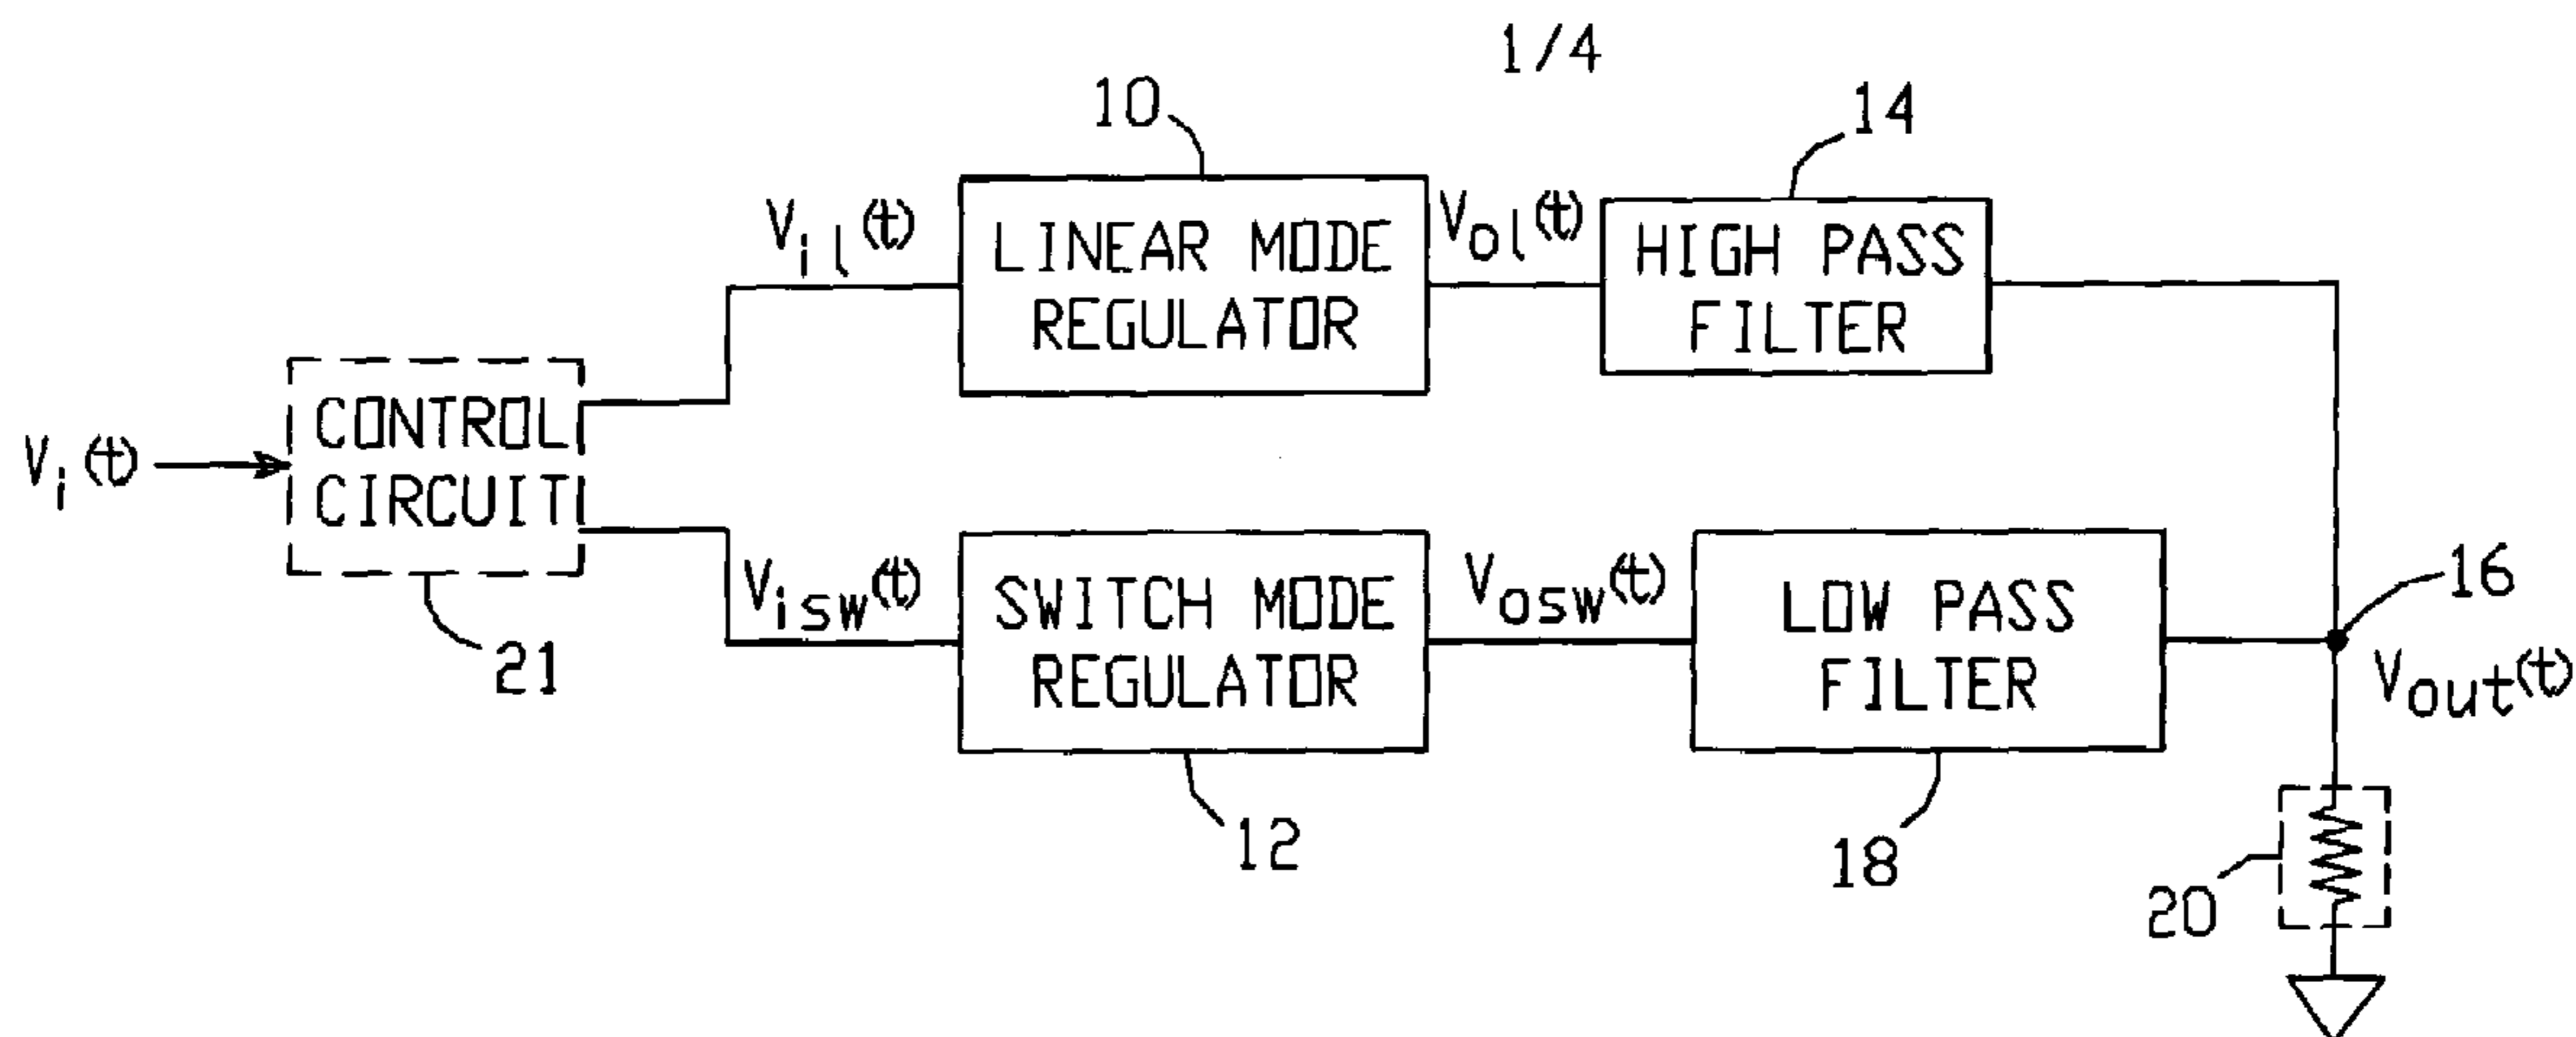 1/4
10
14
V_il(t)
LINEAR MODE
REGULATOR
V_ol(t)
HIGH PASS
FILTER
V_i(t)
CONTROL
CIRCUIT
21
V_isw(t)
SWITCH MODE
REGULATOR
12
V_osw(t)
LOW PASS
FILTER
18
16
V_out(t)
20